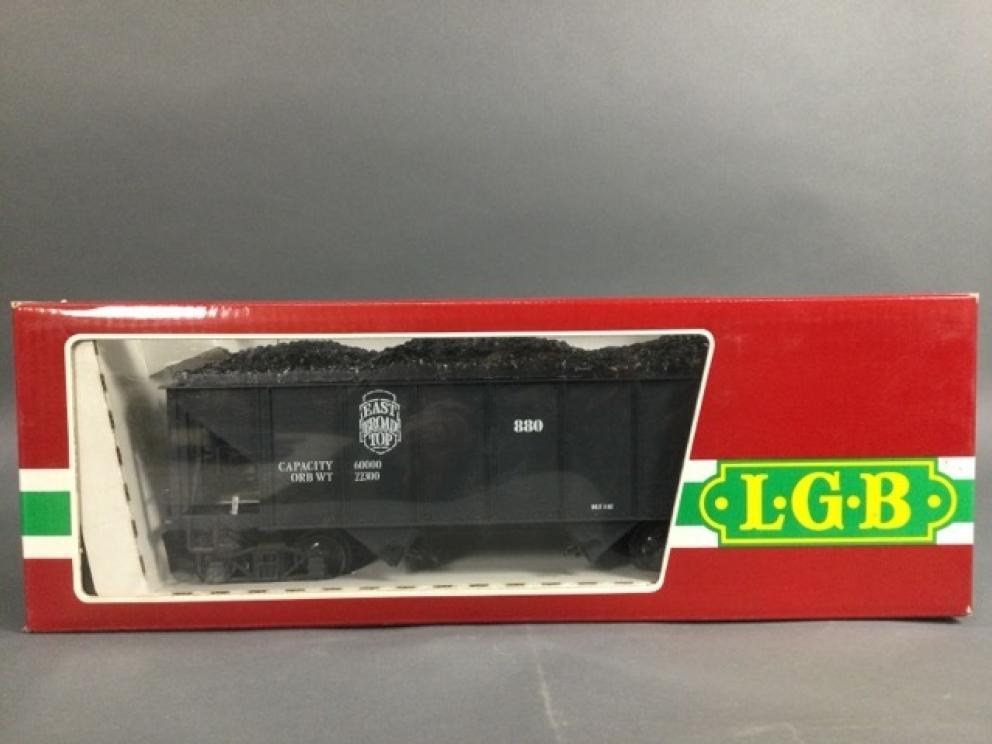 EAST
BROAD
TOP
880
CAPACITY 60000
ORB WT 22300
L·G·B